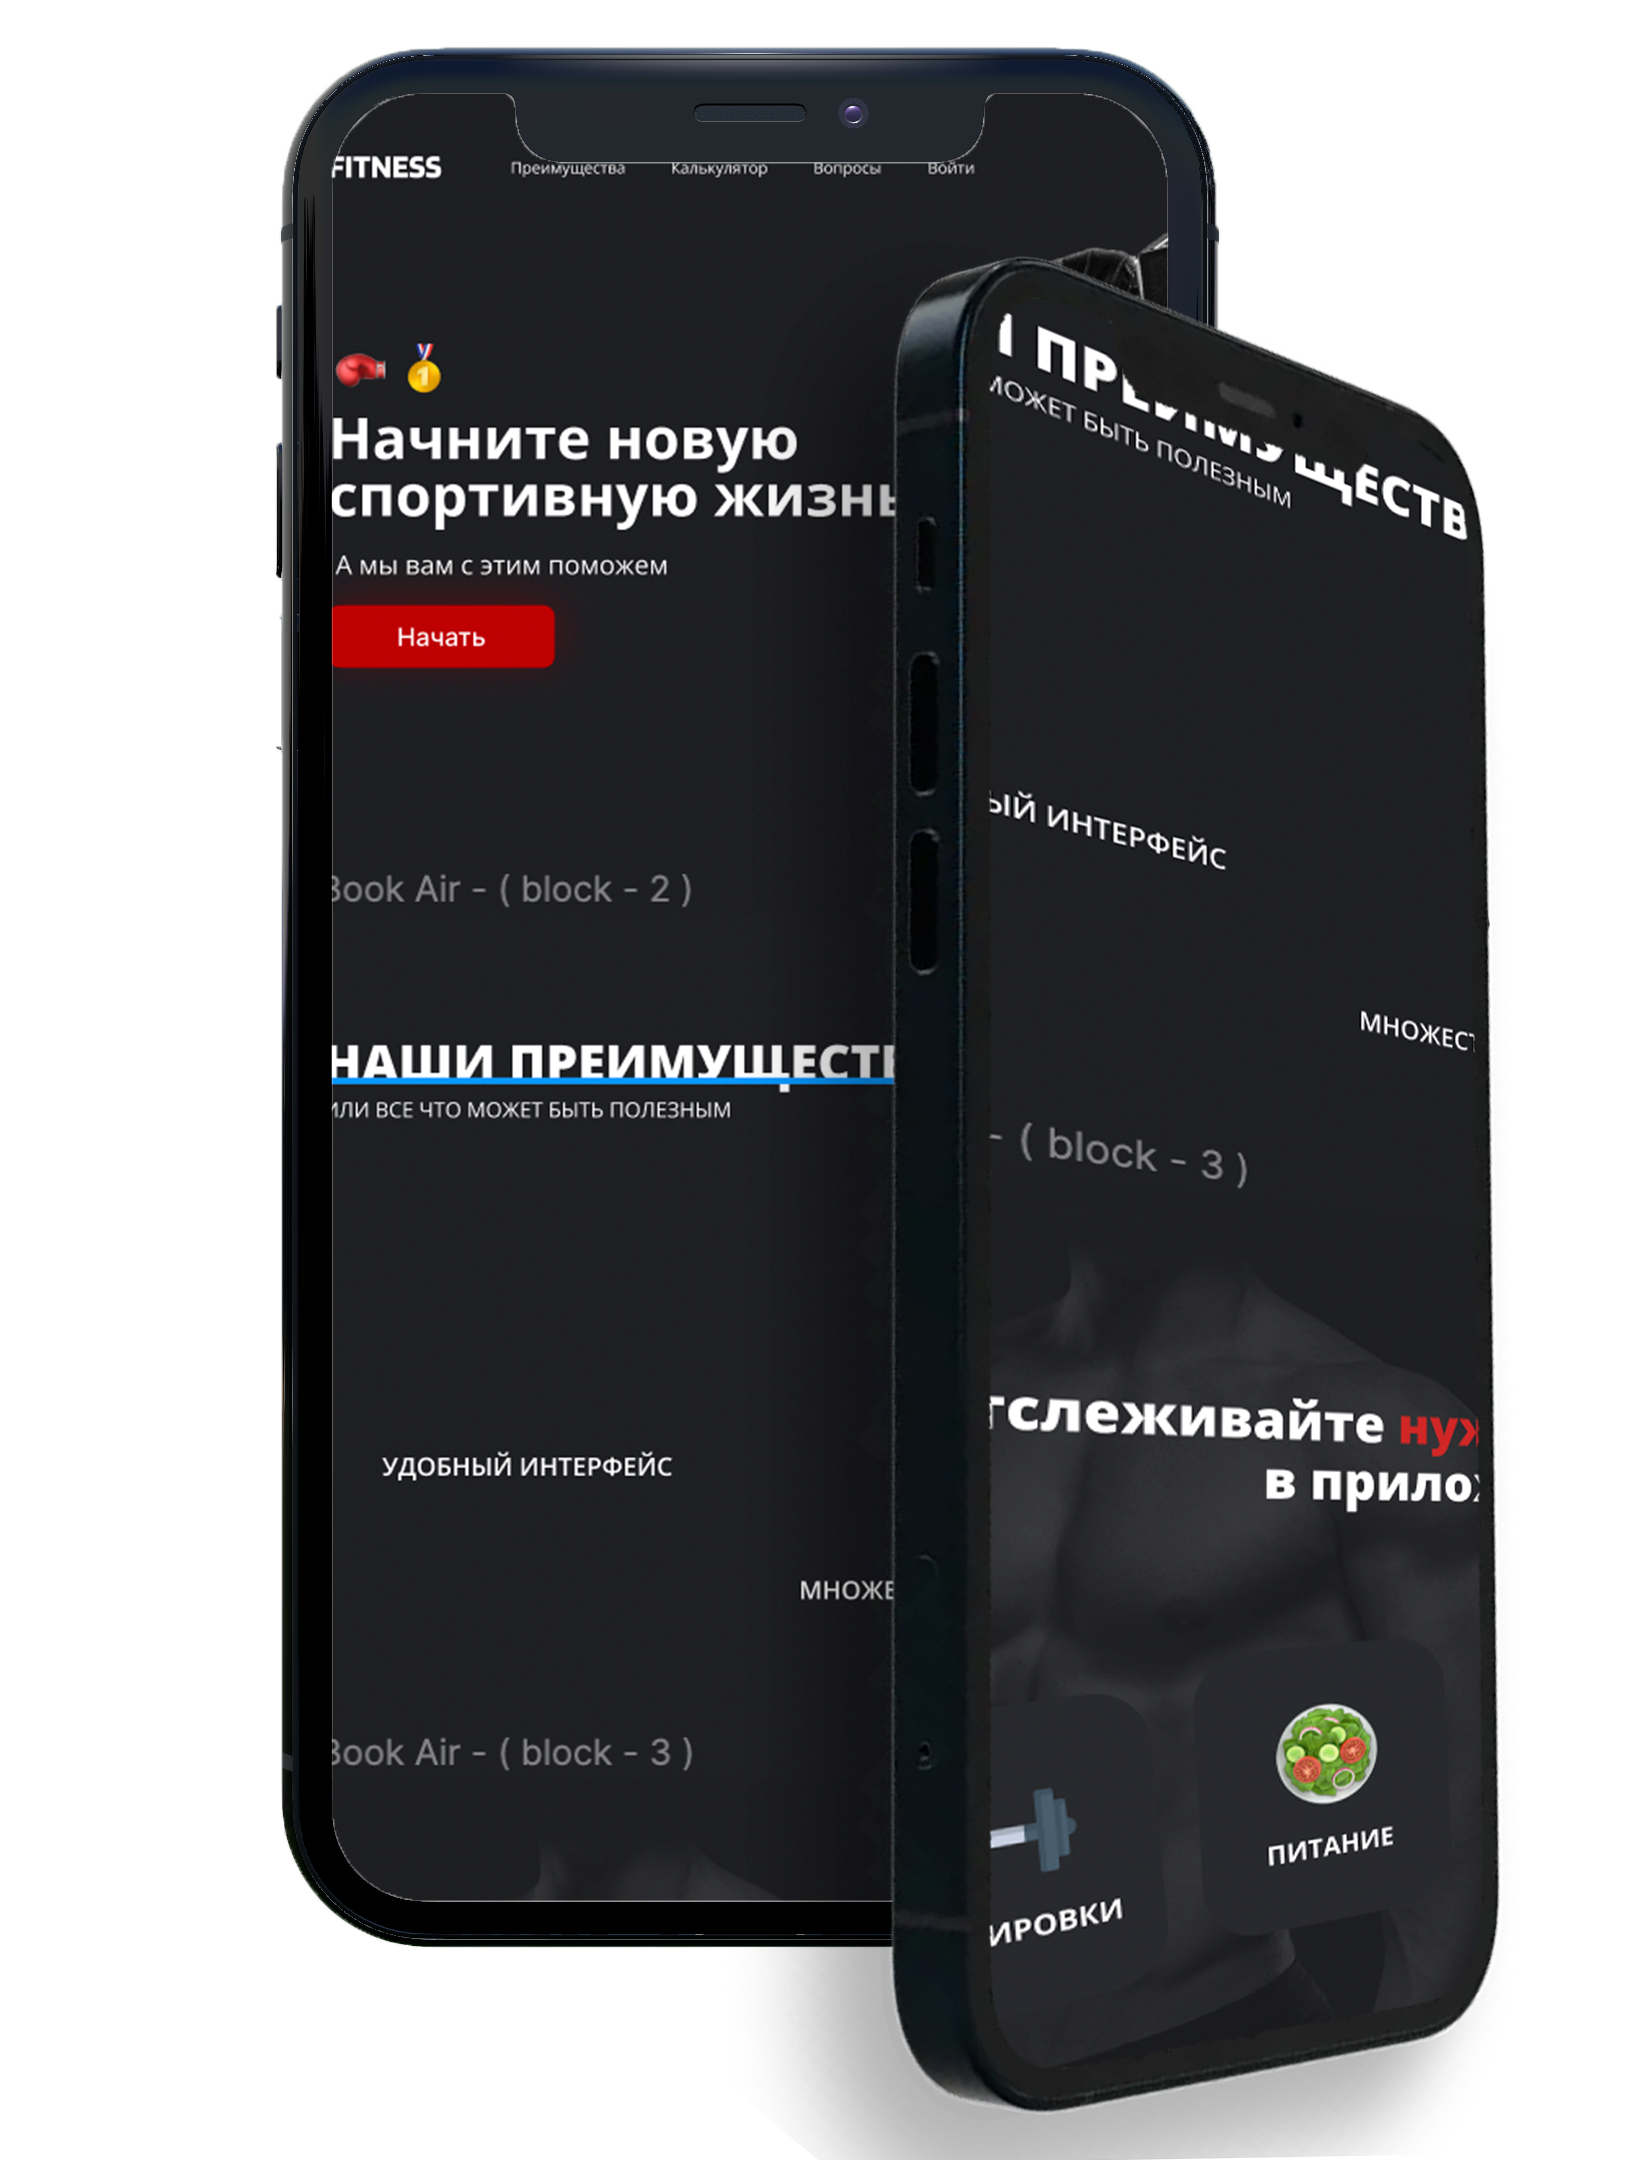 FITNESS Преимущества Калькулятор Вопросы Войти
Начните новую
спортивную жизнь
А мы вам с этим поможем
Начать
Book Air - ( block - 2 )
НАШИ ПРЕИМУЩЕСТВ
ИЛИ ВСЕ ЧТО МОЖЕТ БЫТЬ ПОЛЕЗНЫМ
УДОБНЫЙ ИНТЕРФЕЙС
МНОЖЕ
Book Air - ( block - 3 )
И ПРЕИМУЩЕСТВ
МОЖЕТ БЫТЬ ПОЛЕЗНЫМ
ЫЙ ИНТЕРФЕЙС
МНОЖЕСТ
- ( block - 3 )
тслеживайте нуж
в прилож
ИРОВКИ
ПИТАНИЕ